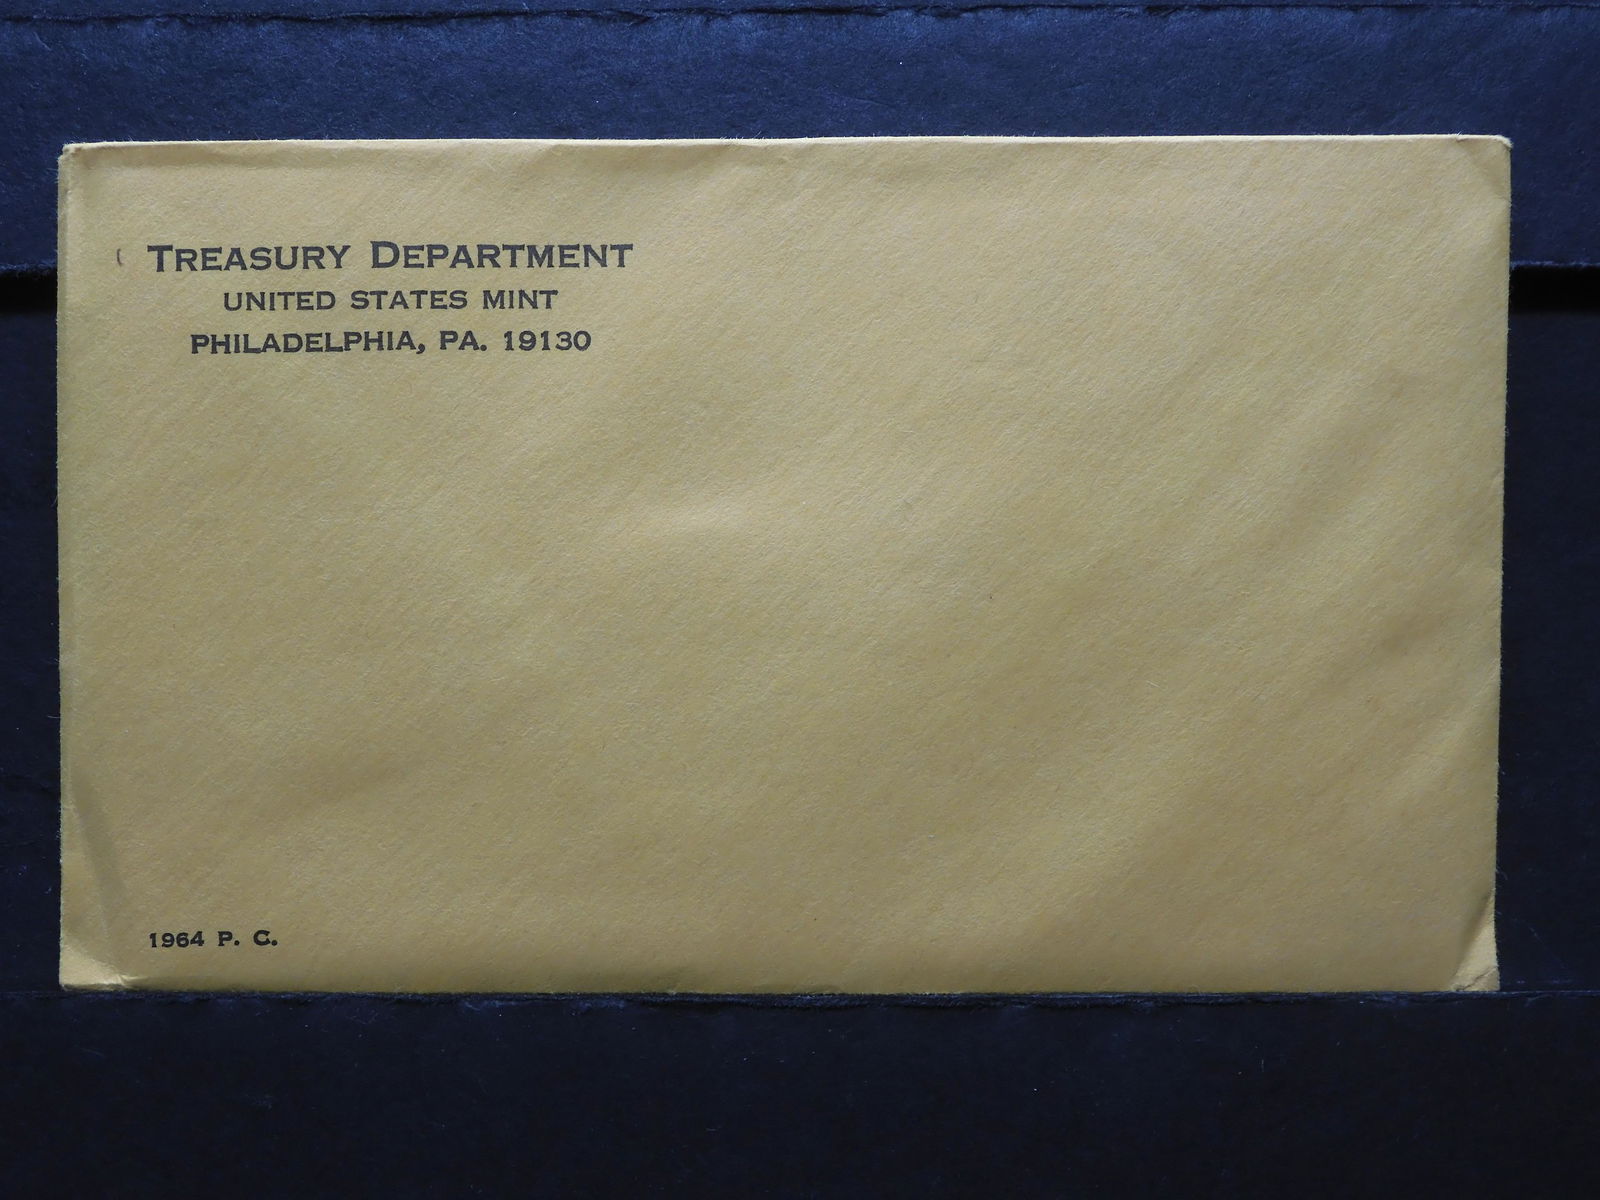 TREASURY DEPARTMENT
UNITED STATES MINT
PHILADELPHIA, PA. 19130
1964 P. C.